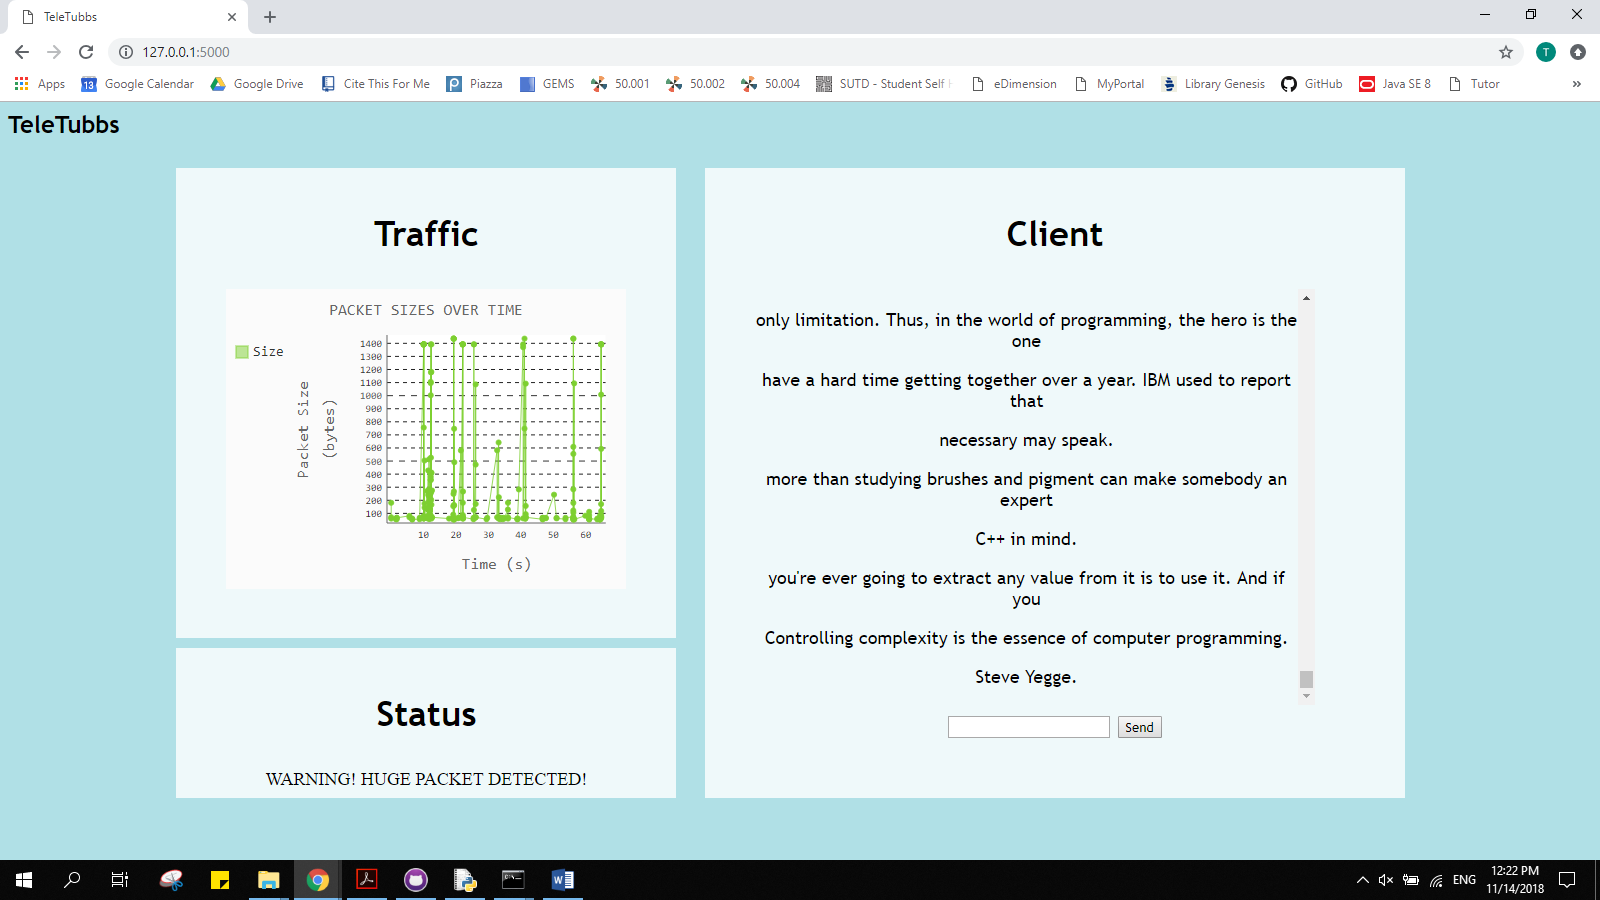 TeleTubbs
127.0.0.1:5000
Apps Google Calendar Google Drive Cite This For Me Piazza GEMS 50.001 50.002 50.004 SUTD - Student Self eDimension MyPortal Library Genesis GitHub Java SE 8 Tutor »
TeleTubbs
Traffic
PACKET SIZES OVER TIME
Size
Packet Size
(bytes)
1400
1300
1200
1100
1000
900
800
700
600
500
400
300
200
100
10 20 30 40 50 60
Time (s)
Status
WARNING! HUGE PACKET DETECTED!
Client
only limitation. Thus, in the world of programming, the hero is the
one
have a hard time getting together over a year. IBM used to report
that
necessary may speak.
more than studying brushes and pigment can make somebody an
expert
C++ in mind.
you're ever going to extract any value from it is to use it. And if
you
Controlling complexity is the essence of computer programming.
Steve Yegge.
Send
ENG
12:22 PM
11/14/2018